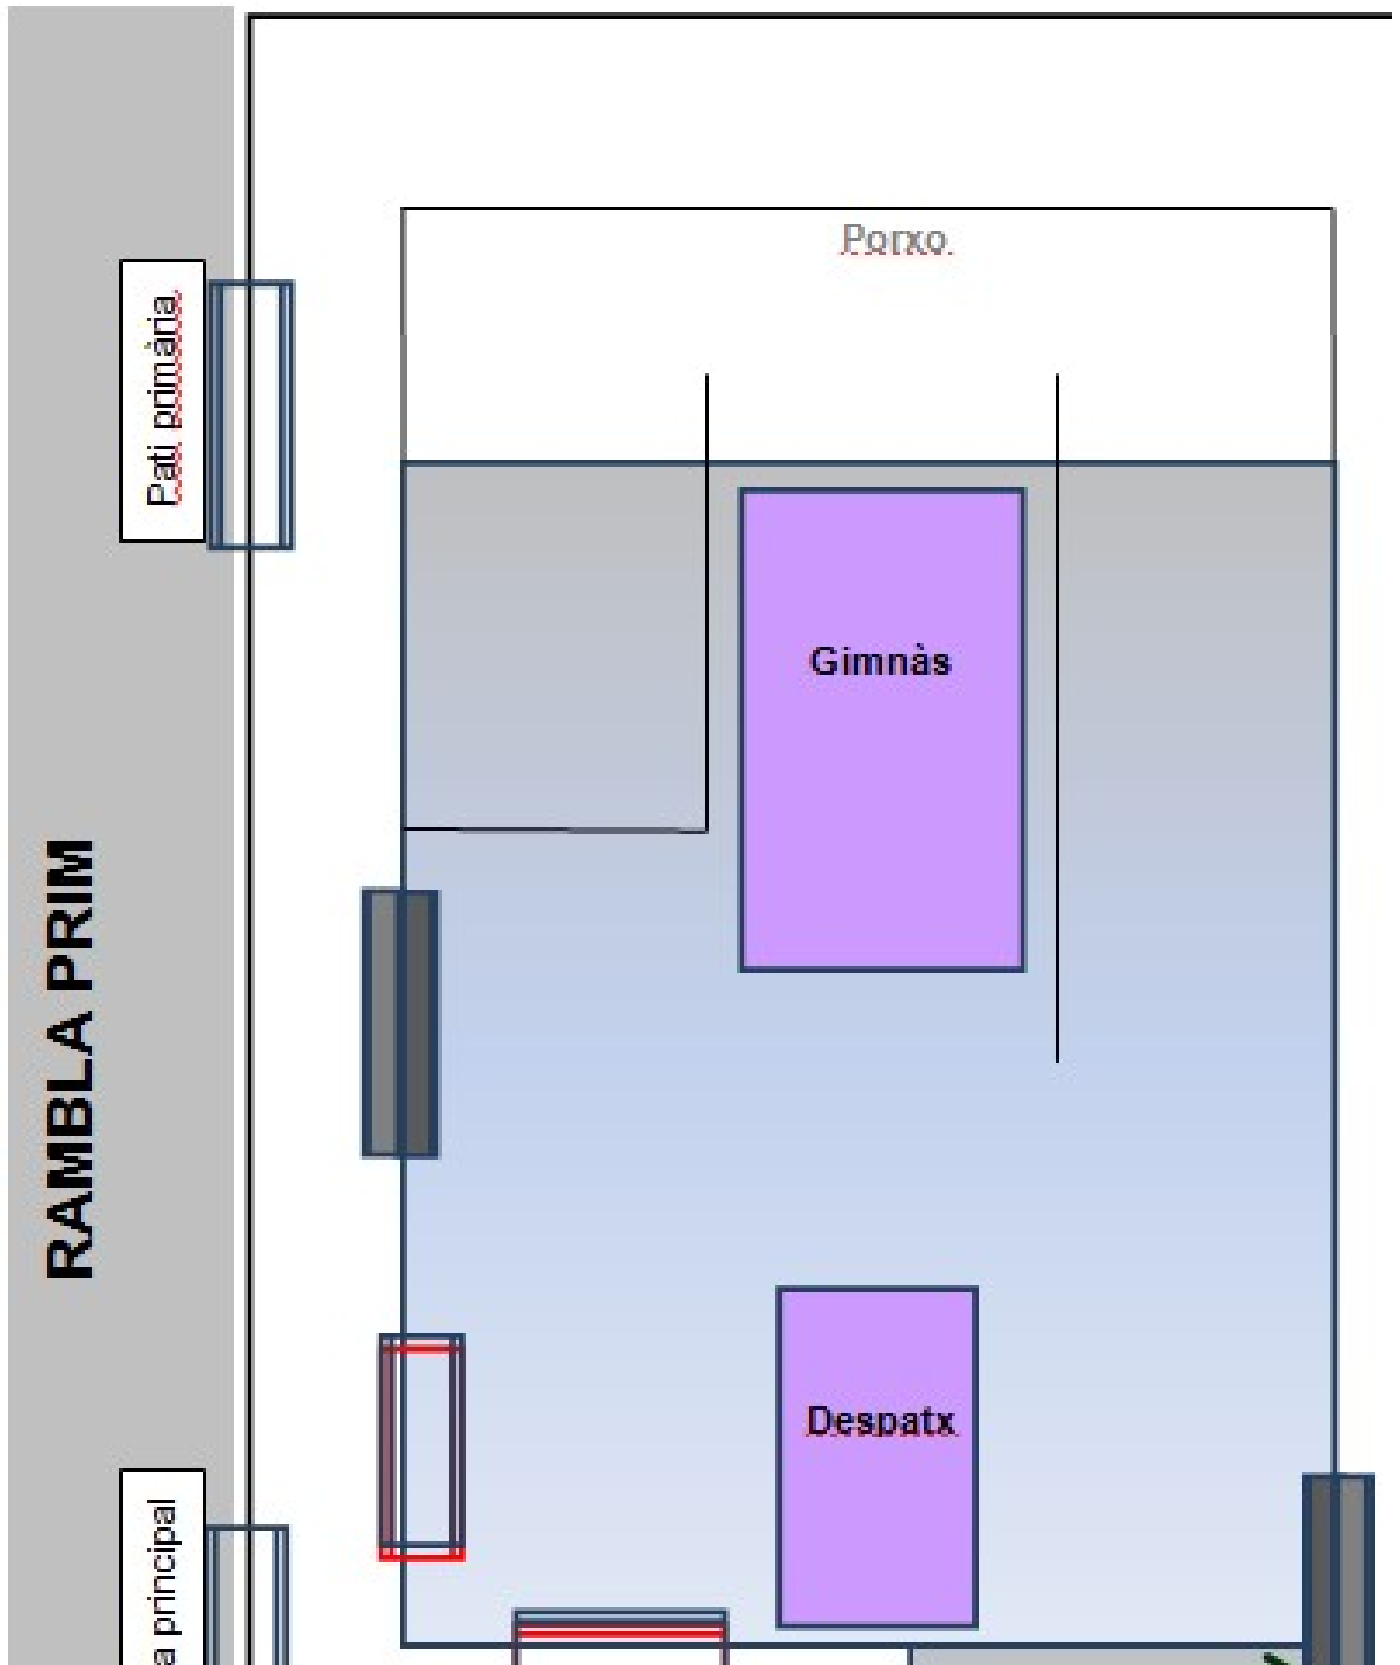 Porxo
Pati primària
Gimnàs
RAMBLA PRIM
Despatx
a principal